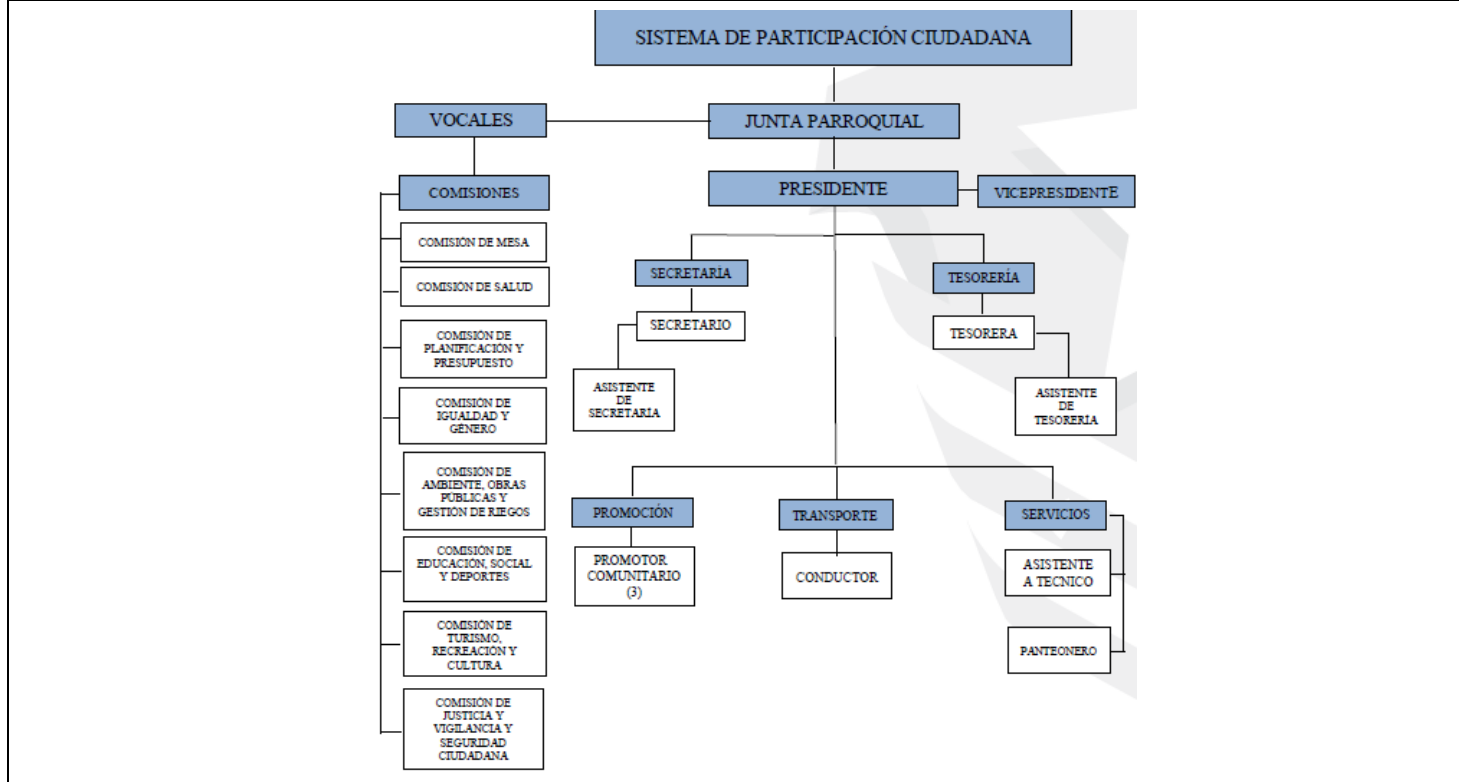 SISTEMA DE PARTICIPACIÓN CIUDADANA
VOCALES
JUNTA PARROQUIAL
COMISIONES
PRESIDENTE
VICEPRESIDENTE
COMISIÓN DE MESA
COMISIÓN DE SALUD
COMISIÓN DE
PLANIFICACIÓN Y
PRESUPUESTO
COMISIÓN DE
IGUALDAD Y
GÉNERO
COMISIÓN DE
AMBIENTE, OBRAS
PÚBLICAS Y
GESTIÓN DE RIEGOS
COMISIÓN DE
EDUCACIÓN, SOCIAL
Y DEPORTES
COMISIÓN DE
TURISMO,
RECREACIÓN Y
CULTURA
COMISIÓN DE
JUSTICIA Y
VIGILANCIA Y
SEGURIDAD
CIUDADANA
SECRETARÍA
SECRETARIO
ASISTENTE
DE
SECRETARÍA
TESORERÍA
TESORERA
ASISTENTE
DE
TESORERÍA
PROMOCIÓN
PROMOTOR
COMUNITARIO
(3)
TRANSPORTE
CONDUCTOR
SERVICIOS
ASISTENTE
A TECNICO
PANTEONERO